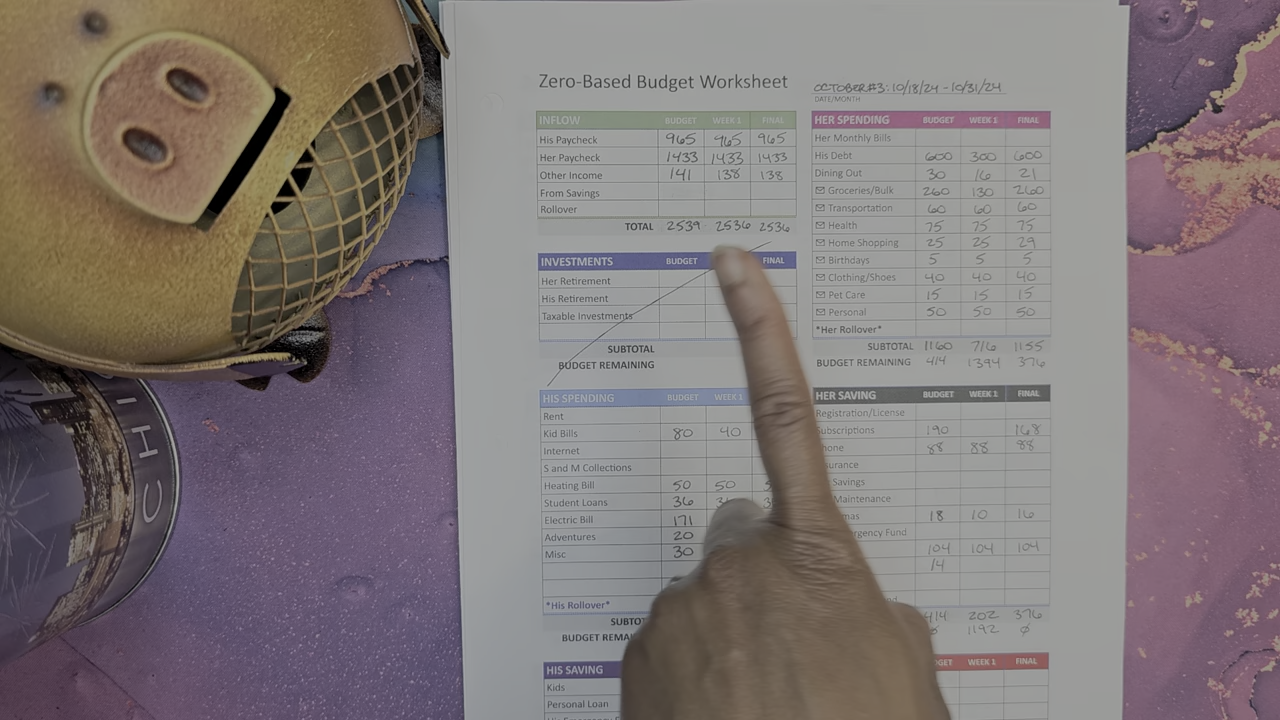 Zero-Based Budget Worksheet
OCTOBER #3: 10/18/24 - 10/31/24
DATE/MONTH
INFLOW BUDGET WEEK 1 FINAL
His Paycheck 965 965 965
Her Paycheck 1433 1433 1433
Other Income 141 138 138
From Savings
Rollover
TOTAL 2539 2536 2536
INVESTMENTS BUDGET FINAL
Her Retirement
His Retirement
Taxable Investments
SUBTOTAL
BUDGET REMAINING
HIS SPENDING BUDGET WEEK 1
Rent
Kid Bills 80 40
Internet
S and M Collections
Heating Bill 50 50
Student Loans 36
Electric Bill 171
Adventures 20
Misc 30
*His Rollover*
BUDGET
HIS SAVING
Kids
Personal Loan
HER SPENDING BUDGET WEEK 1 FINAL
Her Monthly Bills
His Debt 600 300 600
Dining Out 30 16 21
Groceries/Bulk 260 130 260
Transportation 60 60 60
Health 75 75 75
Home Shopping 25 25 29
Birthdays 5 5 5
Clothing/Shoes 40 40 40
Pet Care 15 15 15
Personal 50 50 50
*Her Rollover*
SUBTOTAL 1160 716 1155
BUDGET REMAINING 414 1394 376
HER SAVING BUDGET WEEK 1 FINAL
Registration/License
Subscriptions 190 168
88 88 88
Savings
Maintenance
18 10 16
Fund
104 104 104
14
414 202 376
1192 ∅
WEEK 1 FINAL
CHI